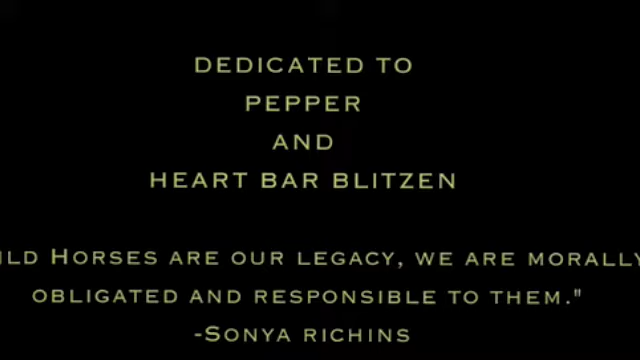 DEDICATED TO
PEPPER
AND
HEART BAR BLITZEN
ILD HORSES ARE OUR LEGACY, WE ARE MORALLY
OBLIGATED AND RESPONSIBLE TO THEM."
-SONYA RICHINS